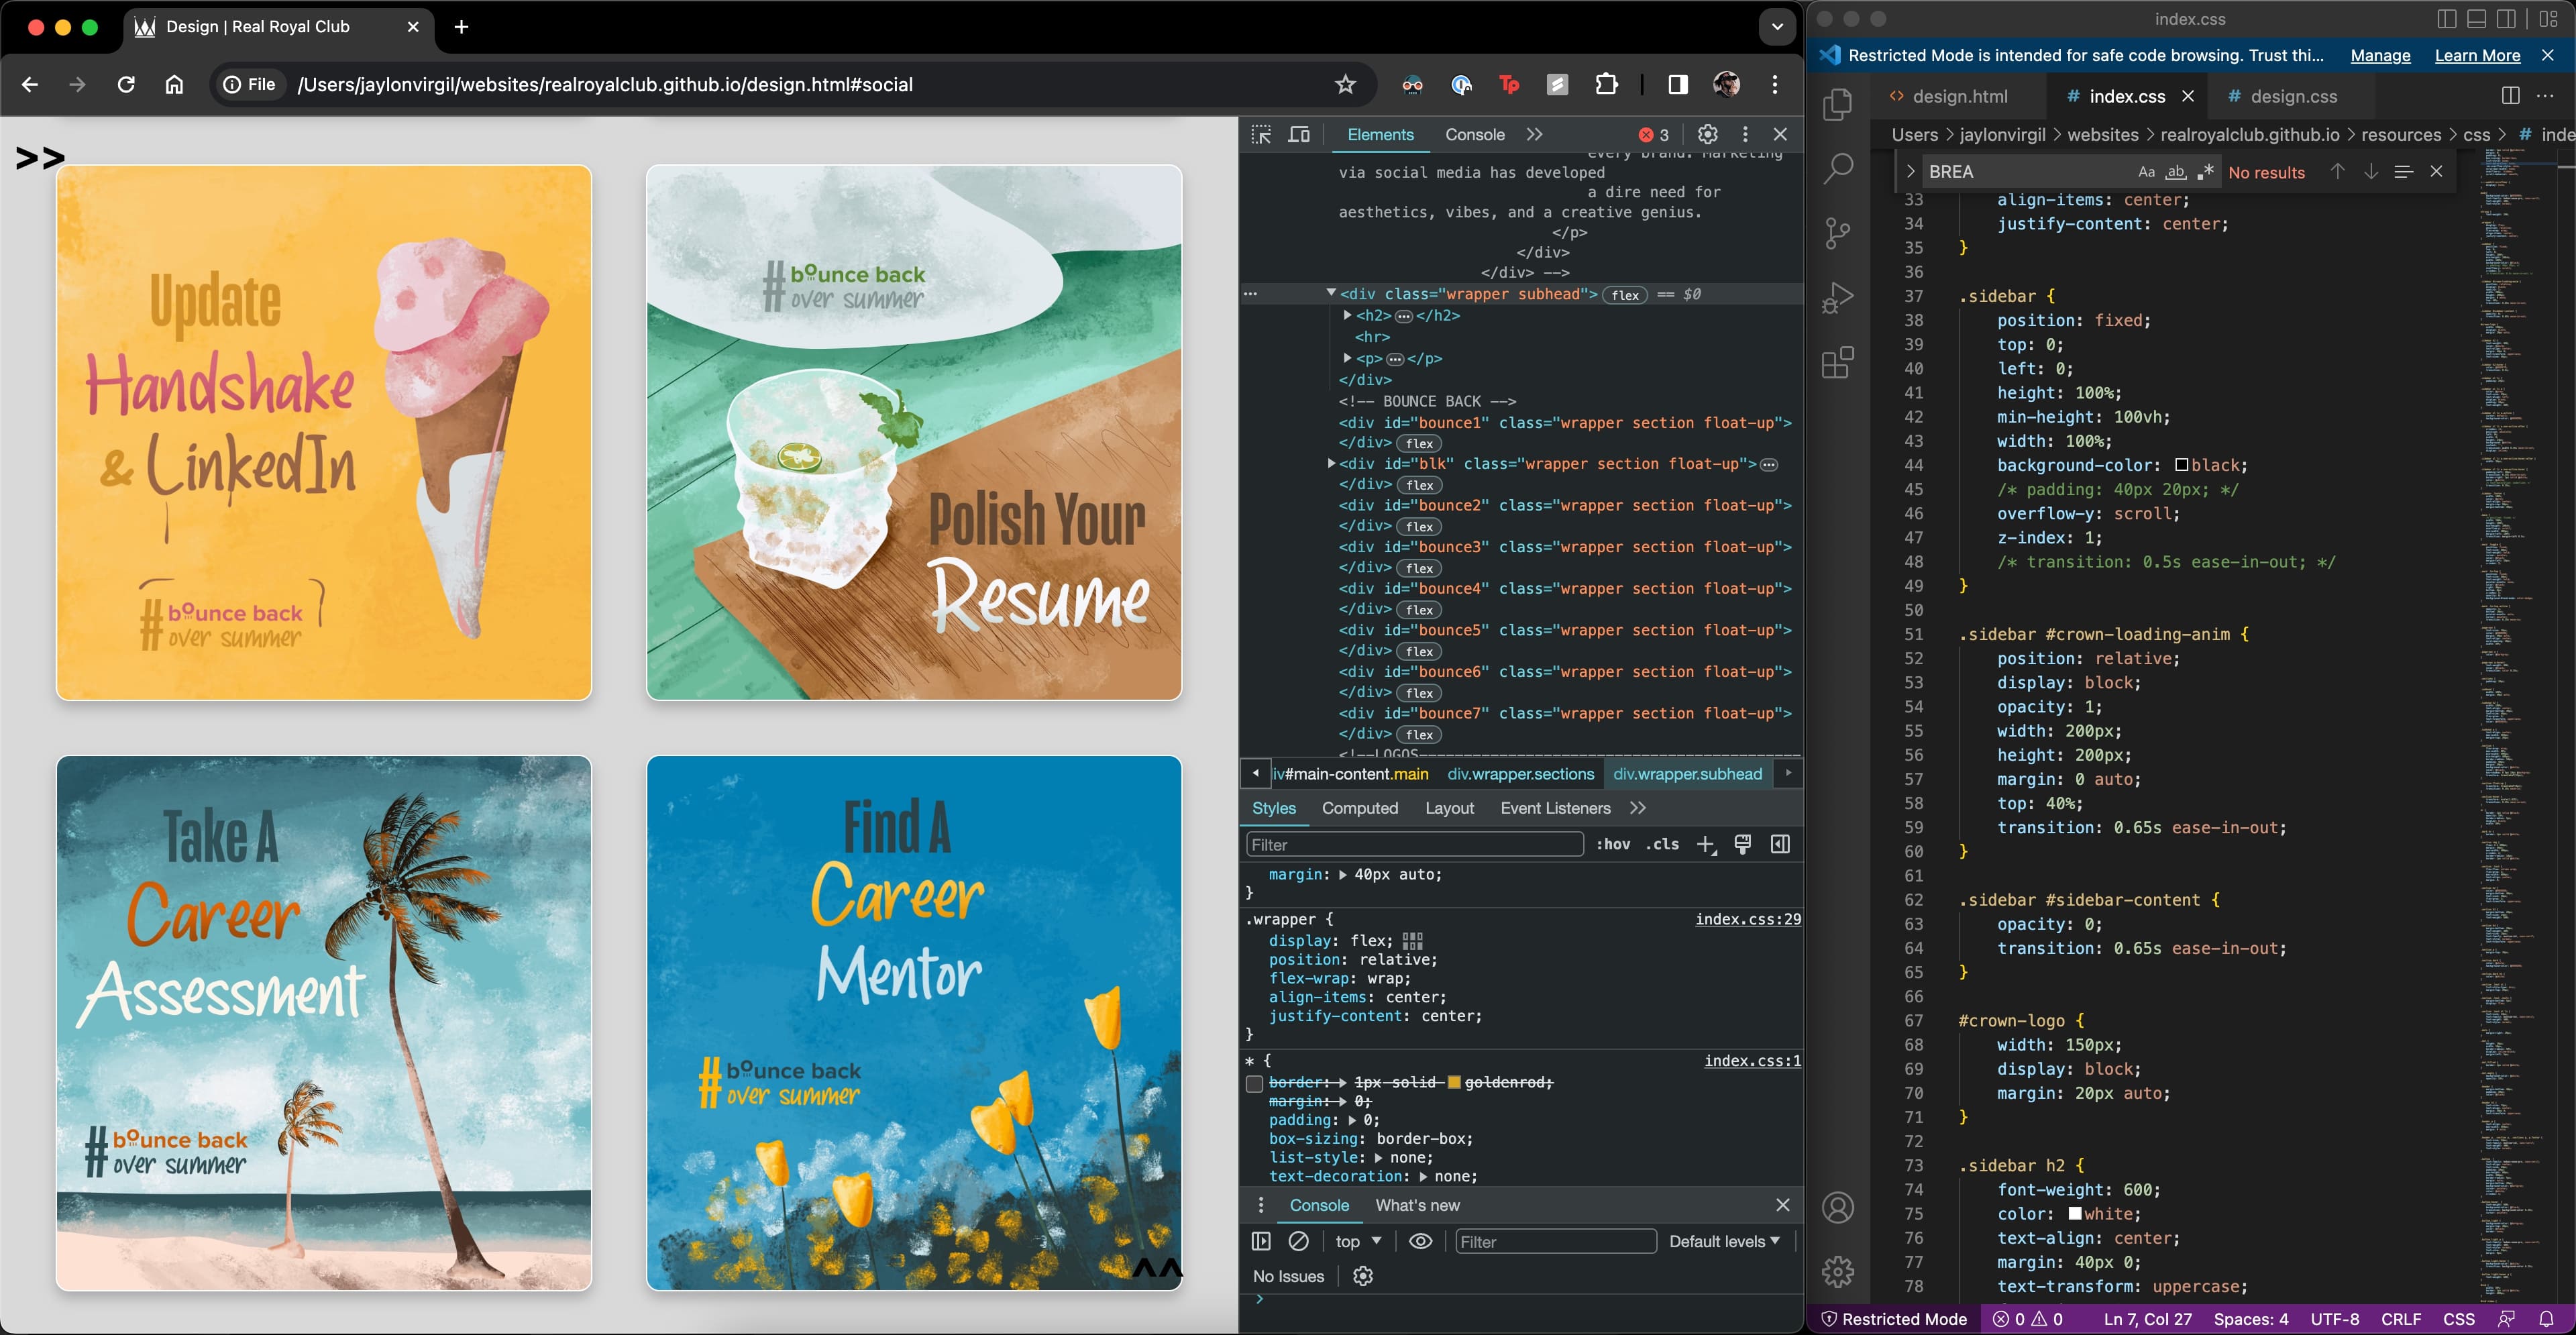 Design | Real Royal Club
File
/Users/jaylonvirgil/websites/realroyalclub.github.io/design.html#social
>>
Update
Handshake
& LinkedIn
#bounce back
over summer
#bounce back
over summer
Polish Your
Resume
Take A
Career
Assessment
#bounce back
over summer
Find A
Career
Mentor
#bounce back
over summer
^^
Elements
Console
3
every brand. Marketing
via social media has developed
a dire need for
aesthetics, vibes, and a creative genius.
</p>
</div>
</div> -->
<div class="wrapper subhead"> flex == $0
<h2>…</h2>
<hr>
<p>…</p>
</div>
<!-- BOUNCE BACK -->
<div id="bounce1" class="wrapper section float-up">
</div> flex
<div id="blk" class="wrapper section float-up">…
</div> flex
<div id="bounce2" class="wrapper section float-up">
</div> flex
<div id="bounce3" class="wrapper section float-up">
</div> flex
<div id="bounce4" class="wrapper section float-up">
</div> flex
<div id="bounce5" class="wrapper section float-up">
</div> flex
<div id="bounce6" class="wrapper section float-up">
</div> flex
<div id="bounce7" class="wrapper section float-up">
</div> flex
iv#main-content.main div.wrapper.sections div.wrapper.subhead
Styles Computed Layout Event Listeners
Filter :hov .cls
margin: 40px auto;
}
.wrapper { index.css:29
display: flex;
position: relative;
flex-wrap: wrap;
align-items: center;
justify-content: center;
}
* { index.css:1
border: 1px solid goldenrod;
margin: 0;
padding: 0;
box-sizing: border-box;
list-style: none;
text-decoration: none;
Console What's new
top Filter Default levels
No Issues
index.css
Restricted Mode is intended for safe code browsing. Trust thi... Manage Learn More
design.html # index.css # design.css
Users > jaylonvirgil > websites > realroyalclub.github.io > resources > css > # inde
BREA Aa ab No results
33 align-items: center;
34 justify-content: center;
35 }
36
37 .sidebar {
38 position: fixed;
39 top: 0;
40 left: 0;
41 height: 100%;
42 min-height: 100vh;
43 width: 100%;
44 background-color: black;
45 /* padding: 40px 20px; */
46 overflow-y: scroll;
47 z-index: 1;
48 /* transition: 0.5s ease-in-out; */
49 }
50
51 .sidebar #crown-loading-anim {
52 position: relative;
53 display: block;
54 opacity: 1;
55 width: 200px;
56 height: 200px;
57 margin: 0 auto;
58 top: 40%;
59 transition: 0.65s ease-in-out;
60 }
61
62 .sidebar #sidebar-content {
63 opacity: 0;
64 transition: 0.65s ease-in-out;
65 }
66
67 #crown-logo {
68 width: 150px;
69 display: block;
70 margin: 20px auto;
71 }
72
73 .sidebar h2 {
74 font-weight: 600;
75 color: white;
76 text-align: center;
77 margin: 40px 0;
78 text-transform: uppercase;
Restricted Mode 0 0 Ln 7, Col 27 Spaces: 4 UTF-8 CRLF CSS